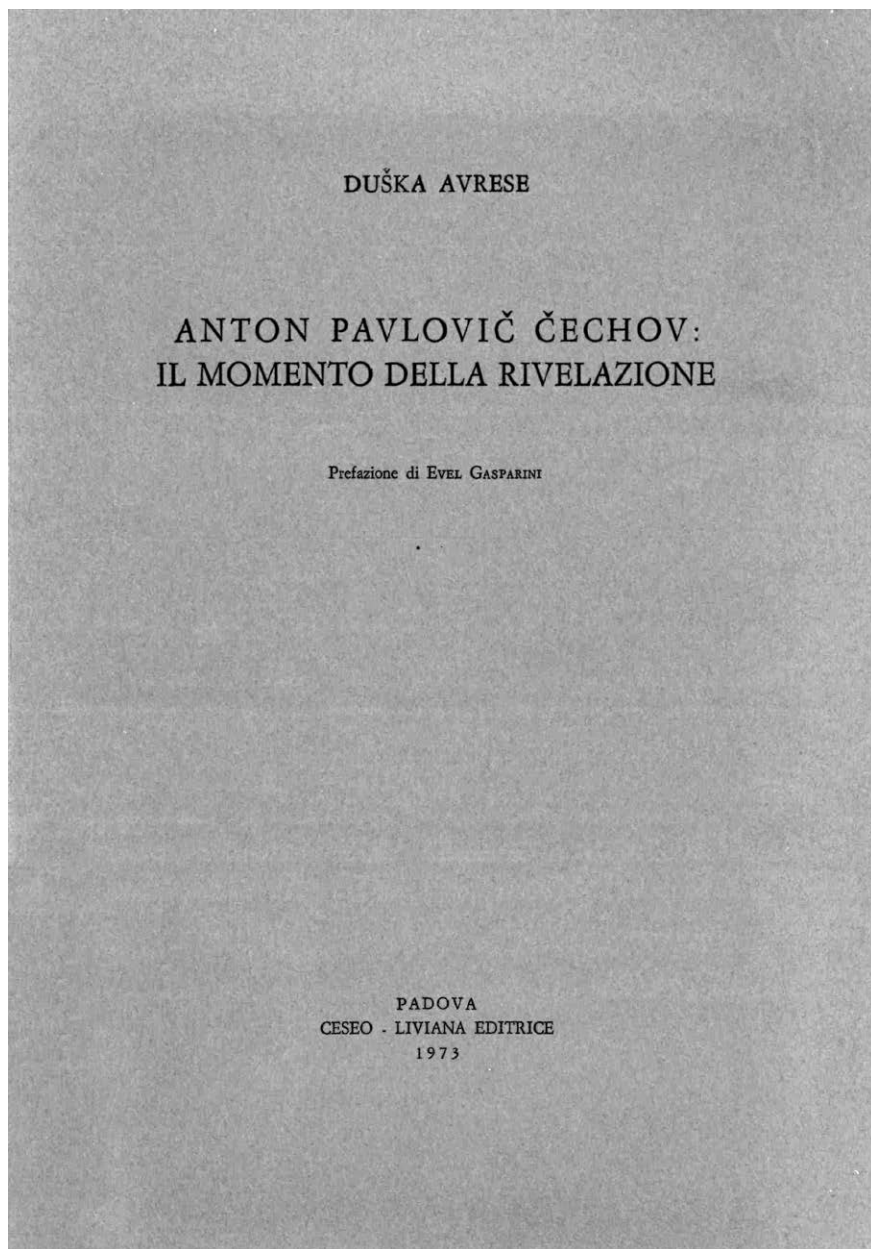 DUŠKA AVRESE
ANTON PAVLOVIČ ČECHOV:
IL MOMENTO DELLA RIVELAZIONE
Prefazione di EVEL GASPARINI
PADOVA
CESEO - LIVIANA EDITRICE
1973